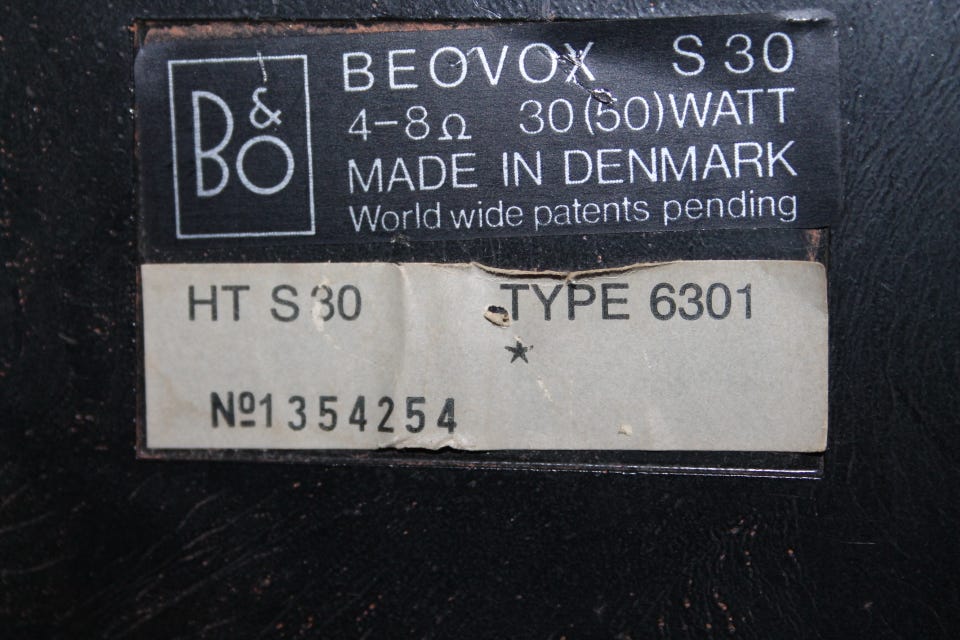 B&O
BEOVOX S 30
4-8Ω 30(50)WATT
MADE IN DENMARK
World wide patents pending
HT S 30 TYPE 6301
*
Nº1354254